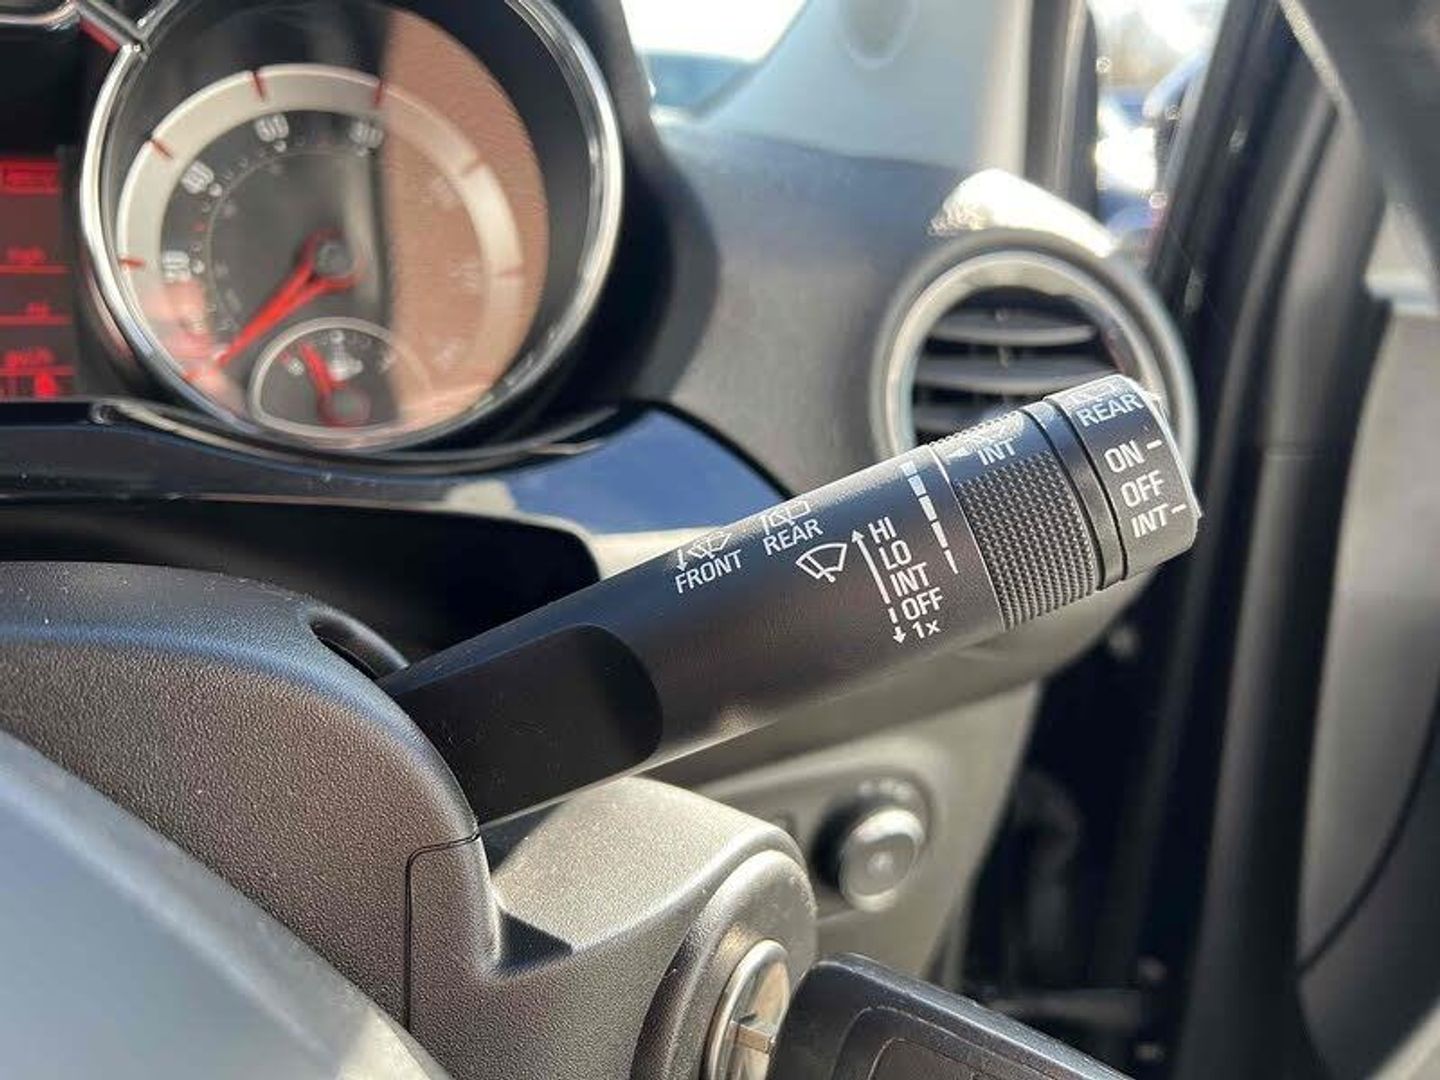 FRONT
REAR
HI
LO
INT
OFF
1x
INT
REAR
ON
OFF
INT